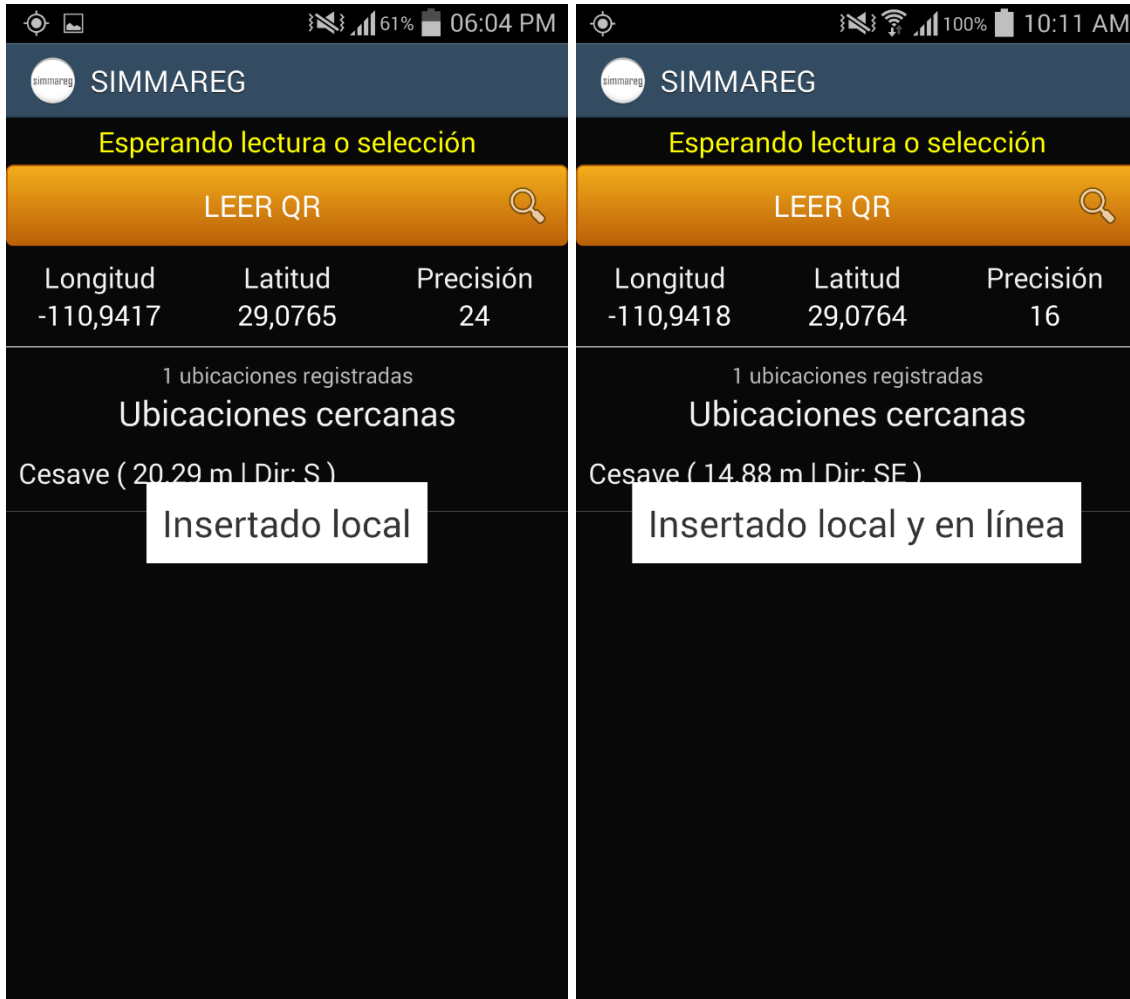 61% 06:04 PM
simmareg SIMMAREG
Esperando lectura o selección
LEER QR
Longitud Latitud Precisión
-110,9417 29,0765 24
1 ubicaciones registradas
Ubicaciones cercanas
Cesave ( 20.29 m | Dir: S )
Insertado local
100% 10:11 AM
simmareg SIMMAREG
Esperando lectura o selección
LEER QR
Longitud Latitud Precisión
-110,9418 29,0764 16
1 ubicaciones registradas
Ubicaciones cercanas
Cesave ( 14.88 m | Dir: SE )
Insertado local y en línea